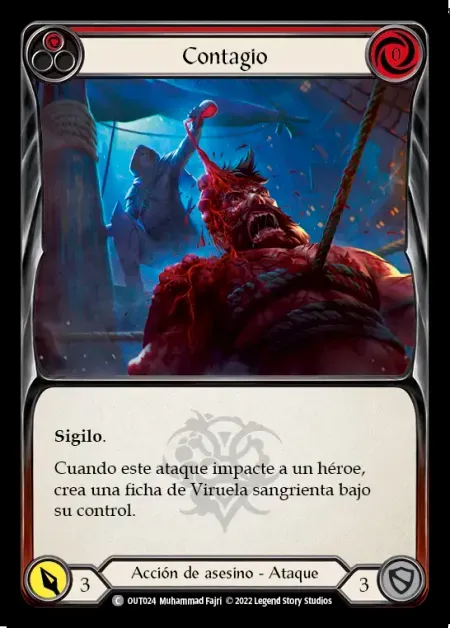 Contagio
0
Sigilo.
Cuando este ataque impacte a un héroe,
crea una ficha de Viruela sangrienta bajo
su control.
3 Acción de asesino - Ataque 3
C OUT024 Muhammad Fajri © 2022 Legend Story Studios